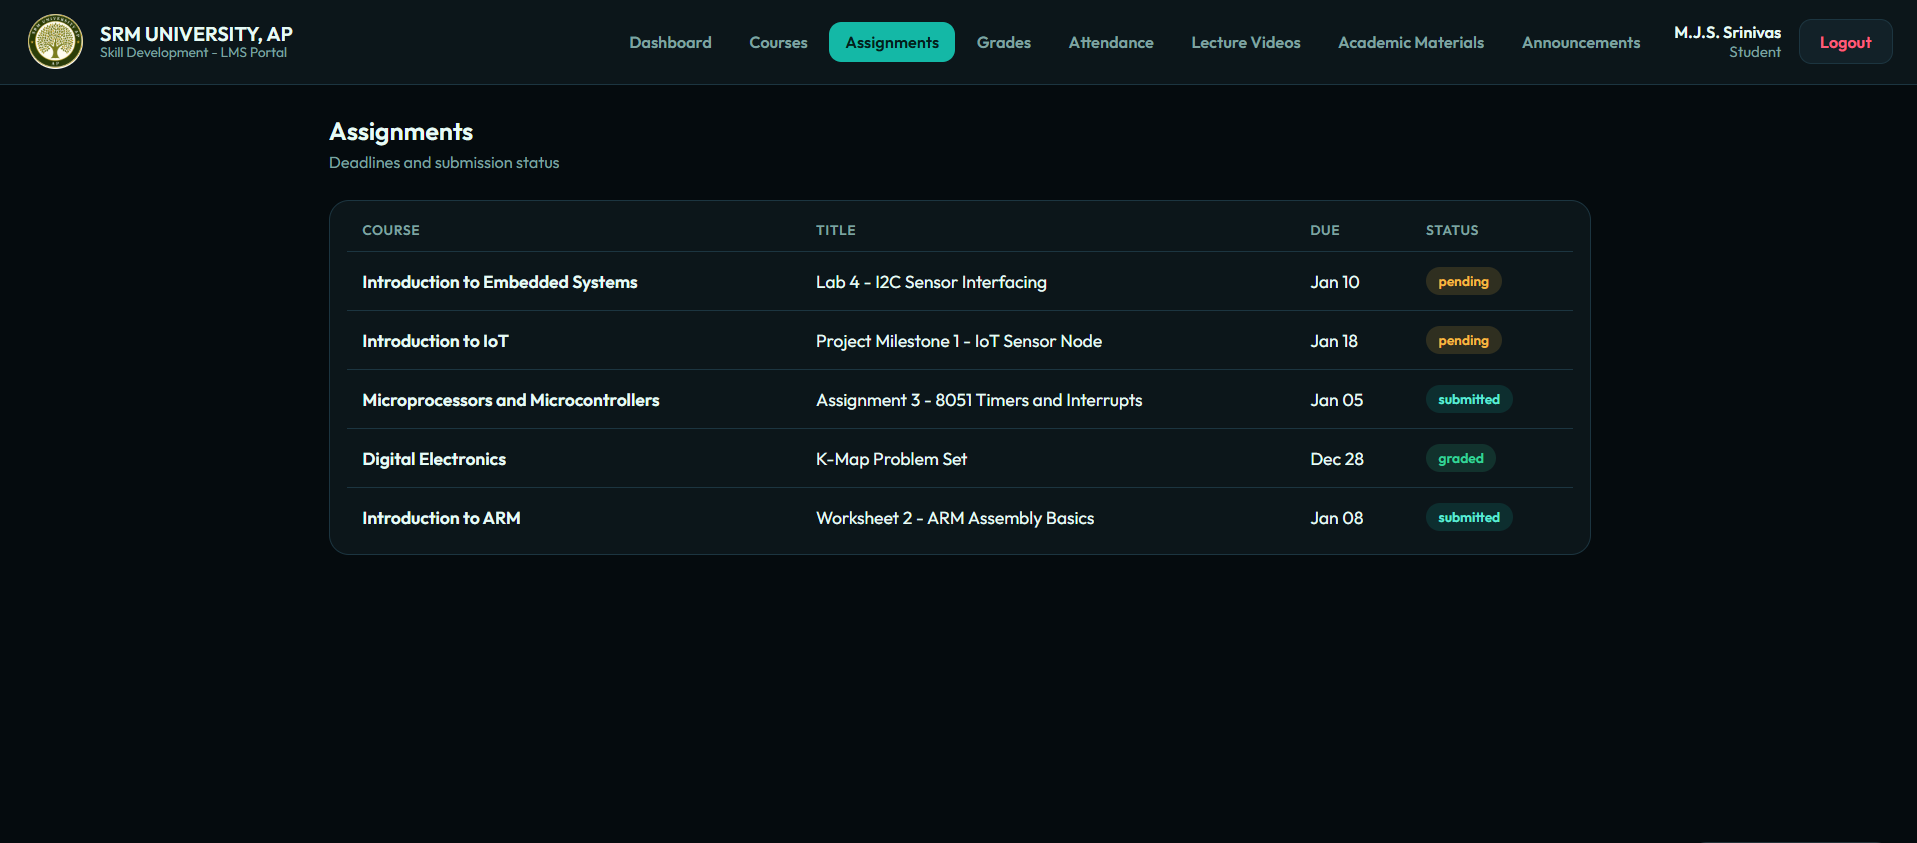 SRM UNIVERSITY, AP
Skill Development - LMS Portal
Dashboard Courses Assignments Grades Attendance Lecture Videos Academic Materials Announcements
M.J.S. Srinivas
Student
Logout
Assignments
Deadlines and submission status
COURSE TITLE DUE STATUS
Introduction to Embedded Systems Lab 4 - I2C Sensor Interfacing Jan 10 pending
Introduction to IoT Project Milestone 1 - IoT Sensor Node Jan 18 pending
Microprocessors and Microcontrollers Assignment 3 - 8051 Timers and Interrupts Jan 05 submitted
Digital Electronics K-Map Problem Set Dec 28 graded
Introduction to ARM Worksheet 2 - ARM Assembly Basics Jan 08 submitted